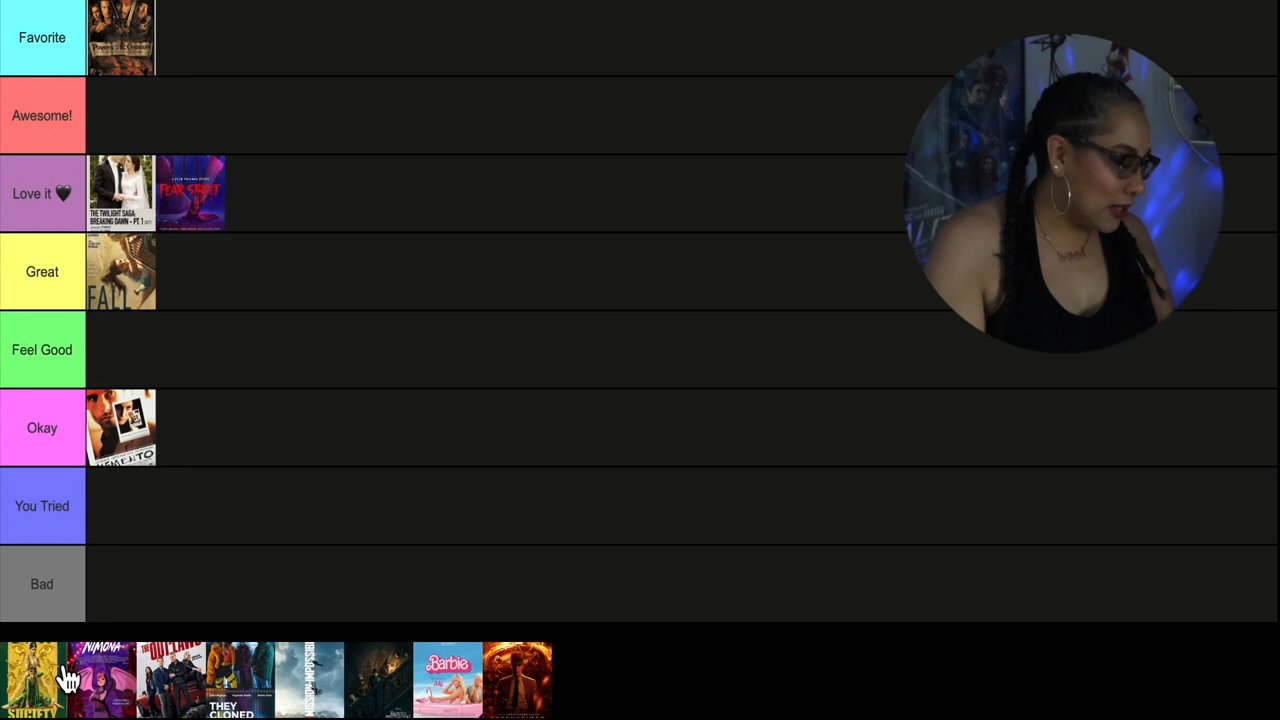 Favorite
Awesome!
Love it 🖤
THE TWILIGHT SAGA:
BREAKING DAWN - PT. 1
FEAR STREET
Great
FALL
Feel Good
Okay
MEMENTO
You Tried
Bad
SOCIETY
NIMONA
THE OUTLAWS
THEY
CLONED
MISSION: IMPOSSIBL
Barbie